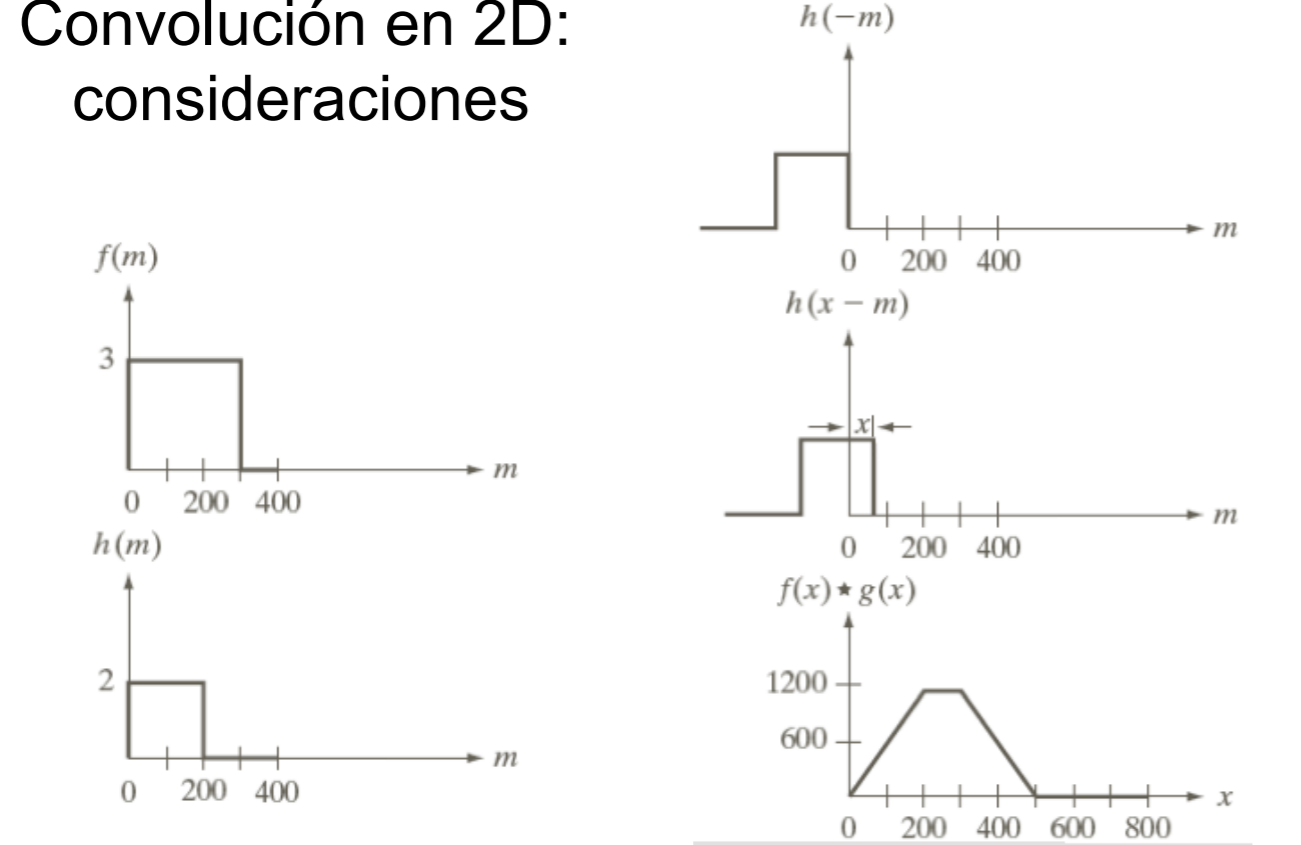 Convolución en 2D:
consideraciones
f(m)
3
m
0 200 400
h(m)
2
m
0 200 400
h(−m)
m
0 200 400
h(x − m)
x
m
0 200 400
f(x) ★ g(x)
1200
600
x
0 200 400 600 800